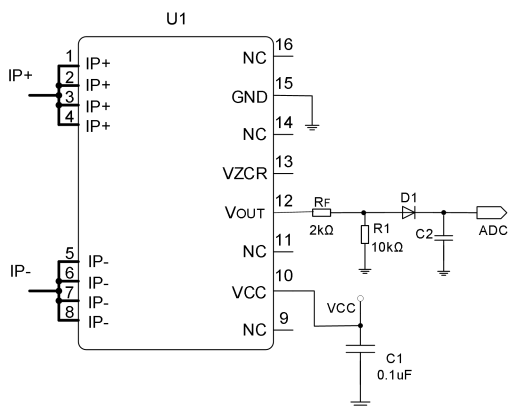 U1
IP+
1 IP+
2 IP+
3 IP+
4 IP+
IP-
5 IP-
6 IP-
7 IP-
8 IP-
NC 16
GND 15
NC 14
VZCR 13
VOUT 12
NC 11
VCC 10
NC 9
RF
2kΩ
R1
10kΩ
D1
C2
ADC
VCC
C1
0.1uF